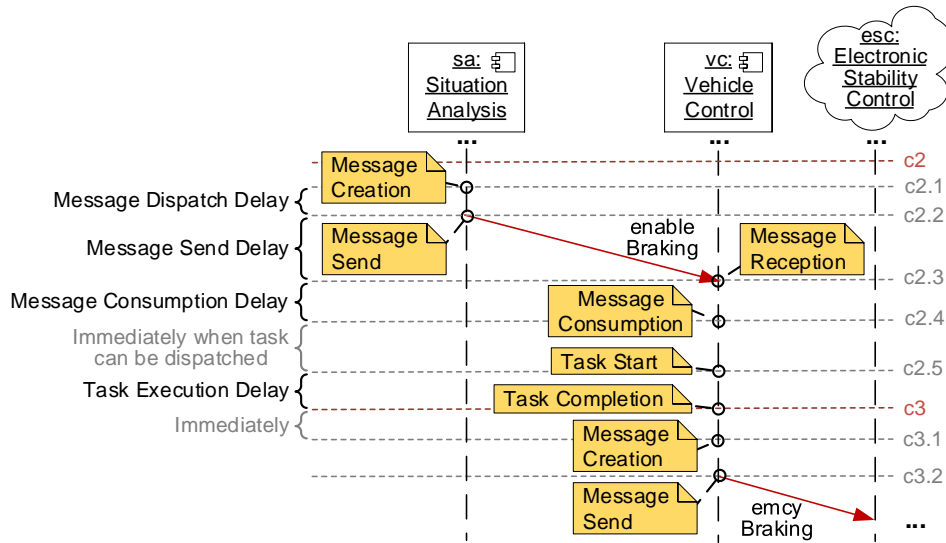 sa:
Situation
Analysis
vc:
Vehicle
Control
esc:
Electronic
Stability
Control
...
...
...
c2
Message
Creation
c2.1
Message Dispatch Delay
c2.2
Message Send Delay
Message
Send
enable
Braking
Message
Reception
c2.3
Message Consumption Delay
Message
Consumption
c2.4
Immediately when task
can be dispatched
Task Start
c2.5
Task Execution Delay
Task Completion
c3
Immediately
c3.1
Message
Creation
c3.2
Message
Send
emcy
Braking
...